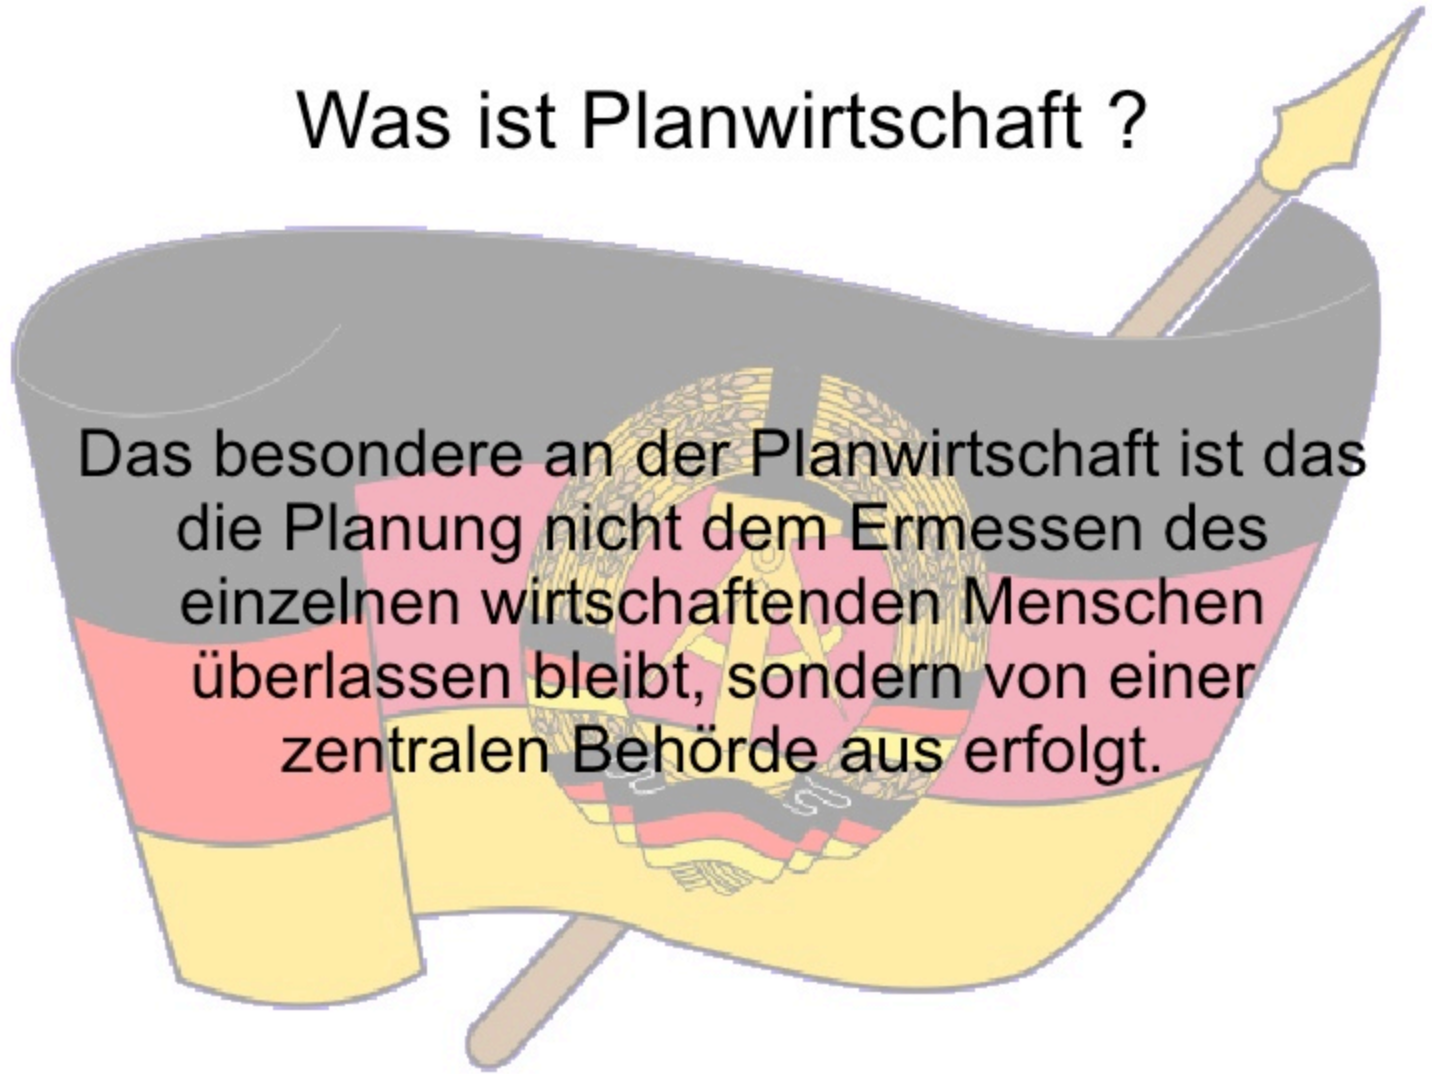 Was ist Planwirtschaft ?
Das besondere an der Planwirtschaft ist das
die Planung nicht dem Ermessen des
einzelnen wirtschaftenden Menschen
überlassen bleibt, sondern von einer
zentralen Behörde aus erfolgt.